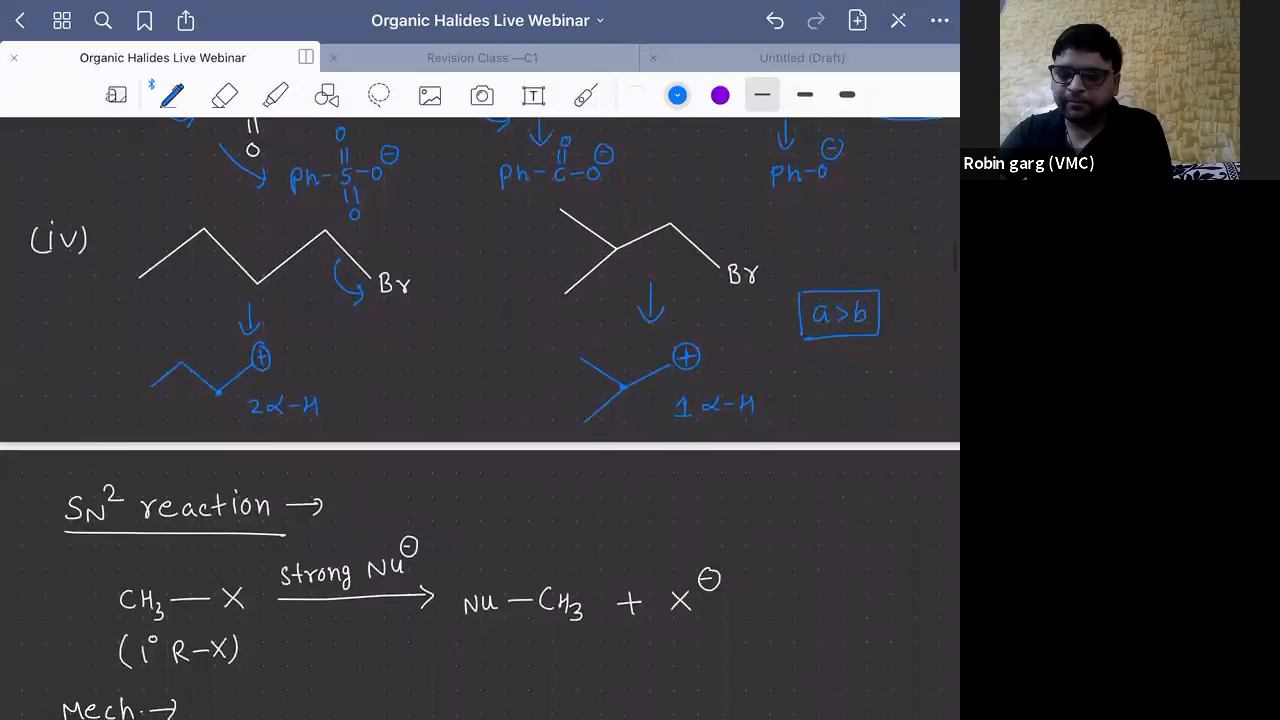 Organic Halides Live Webinar
Organic Halides Live Webinar
Revision Class —C1
Untitled (Draft)
T
Robin garg (VMC)
O
O
Ph-S-O⊖
O
O
Ph-C-O⊖
Ph-O⊖
(iv)
Br
Br
a>b
⊕
⊕
2α-H
1 α-H
SN² reaction →
CH₃—X strong Nu⊖ → Nu—CH₃ + X⊖
(1° R-X)
Mech.→